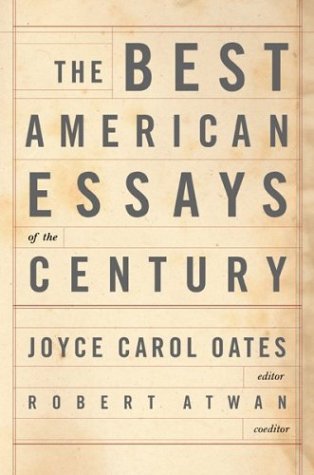 THE BEST
AMERICAN
ESSAYS
of the
CENTURY
JOYCE CAROL OATES
editor
ROBERT ATWAN
coeditor